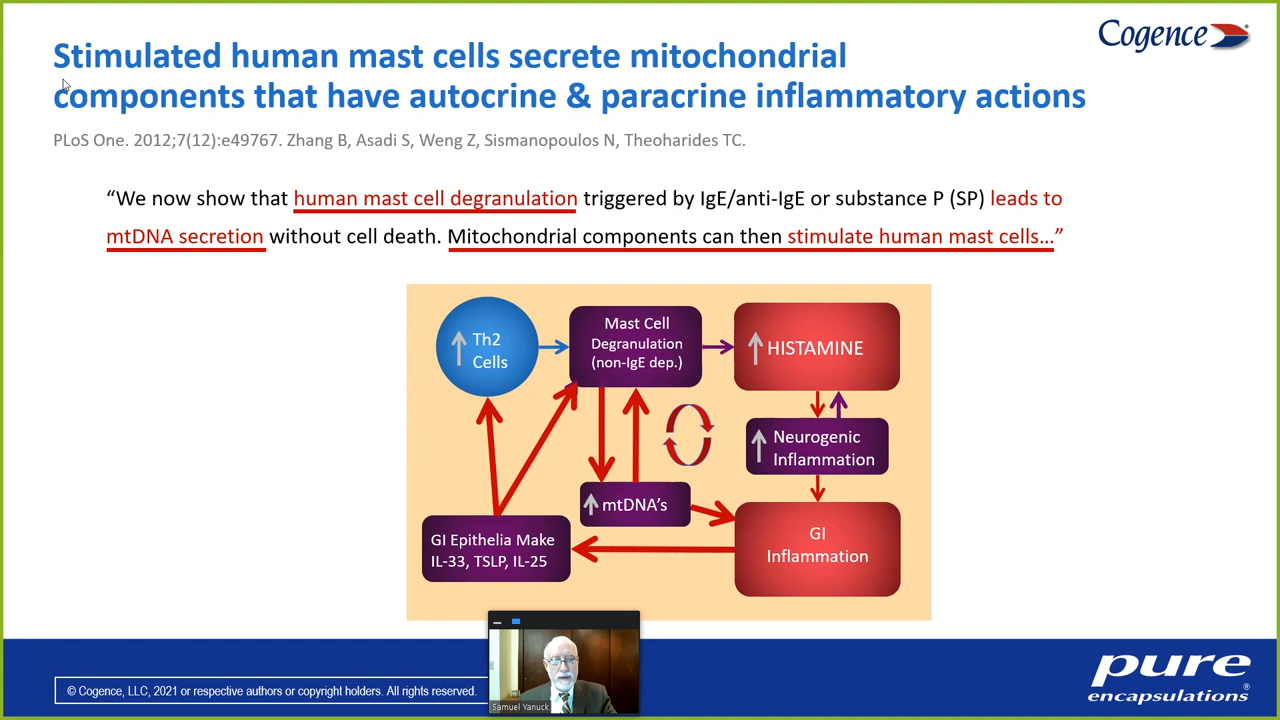 Stimulated human mast cells secrete mitochondrial
components that have autocrine & paracrine inflammatory actions
Cogence®
PLoS One. 2012;7(12):e49767. Zhang B, Asadi S, Weng Z, Sismanopoulos N, Theoharides TC.
“We now show that human mast cell degranulation triggered by IgE/anti-IgE or substance P (SP) leads to
mtDNA secretion without cell death. Mitochondrial components can then stimulate human mast cells…”
Th2
Cells
Mast Cell
Degranulation
(non-IgE dep.)
HISTAMINE
Neurogenic
Inflammation
mtDNA’s
GI Epithelia Make
IL-33, TSLP, IL-25
GI
Inflammation
© Cogence, LLC, 2021 or respective authors or copyright holders. All rights reserved.
Samuel Yanuck
pure
encapsulations®